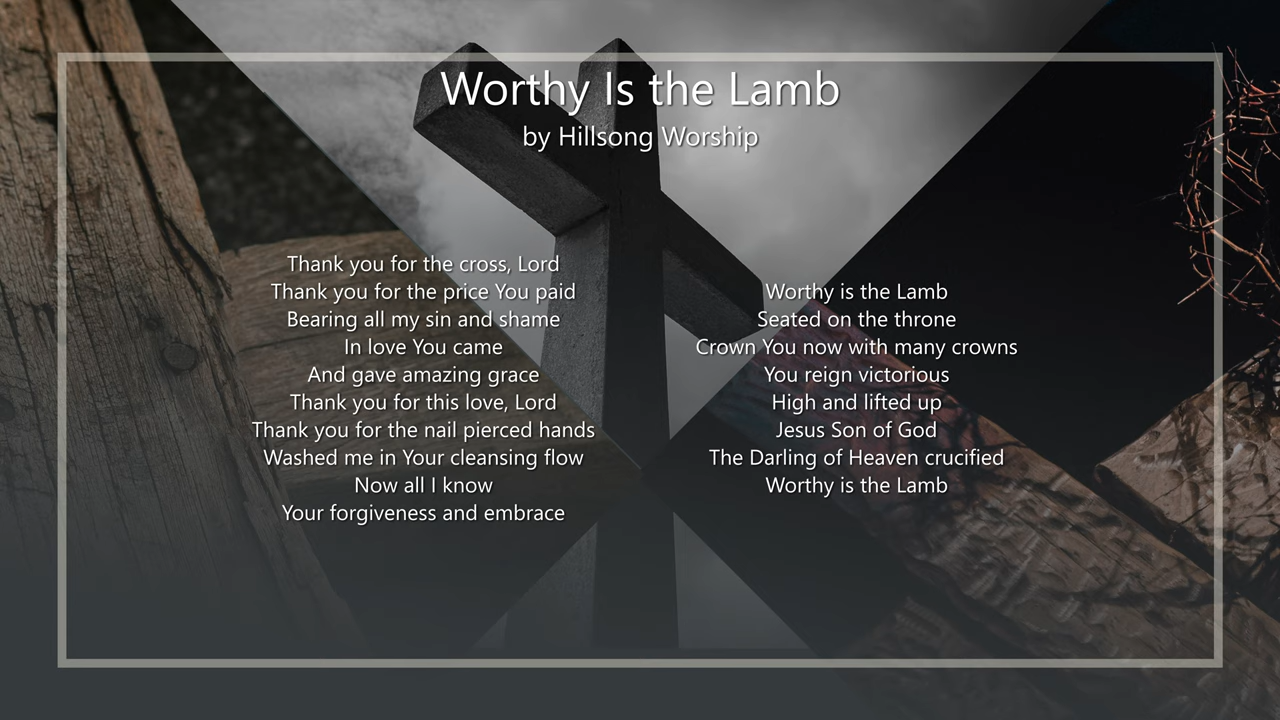 Worthy Is the Lamb
by Hillsong Worship
Thank you for the cross, Lord
Thank you for the price You paid
Bearing all my sin and shame
In love You came
And gave amazing grace
Thank you for this love, Lord
Thank you for the nail pierced hands
Washed me in Your cleansing flow
Now all I know
Your forgiveness and embrace
Worthy is the Lamb
Seated on the throne
Crown You now with many crowns
You reign victorious
High and lifted up
Jesus Son of God
The Darling of Heaven crucified
Worthy is the Lamb